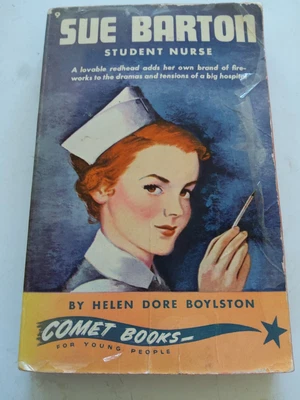 SUE BARTON
STUDENT NURSE
A lovable redhead adds her own brand of fire-
works to the dramas and tensions of a big hospital
BY HELEN DORE BOYLSTON
COMET BOOKS
FOR YOUNG PEOPLE